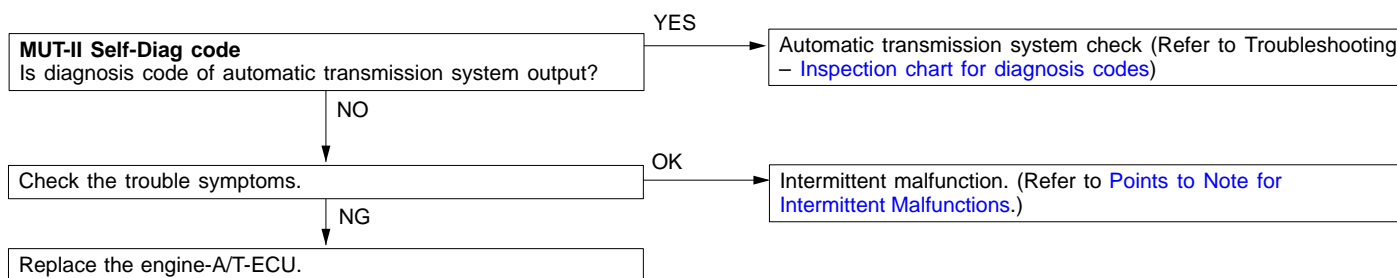 YES
MUT-II Self-Diag code
Is diagnosis code of automatic transmission system output?
Automatic transmission system check (Refer to Troubleshooting
– Inspection chart for diagnosis codes)
NO
OK
Check the trouble symptoms.
Intermittent malfunction. (Refer to Points to Note for
Intermittent Malfunctions.)
NG
Replace the engine-A/T-ECU.